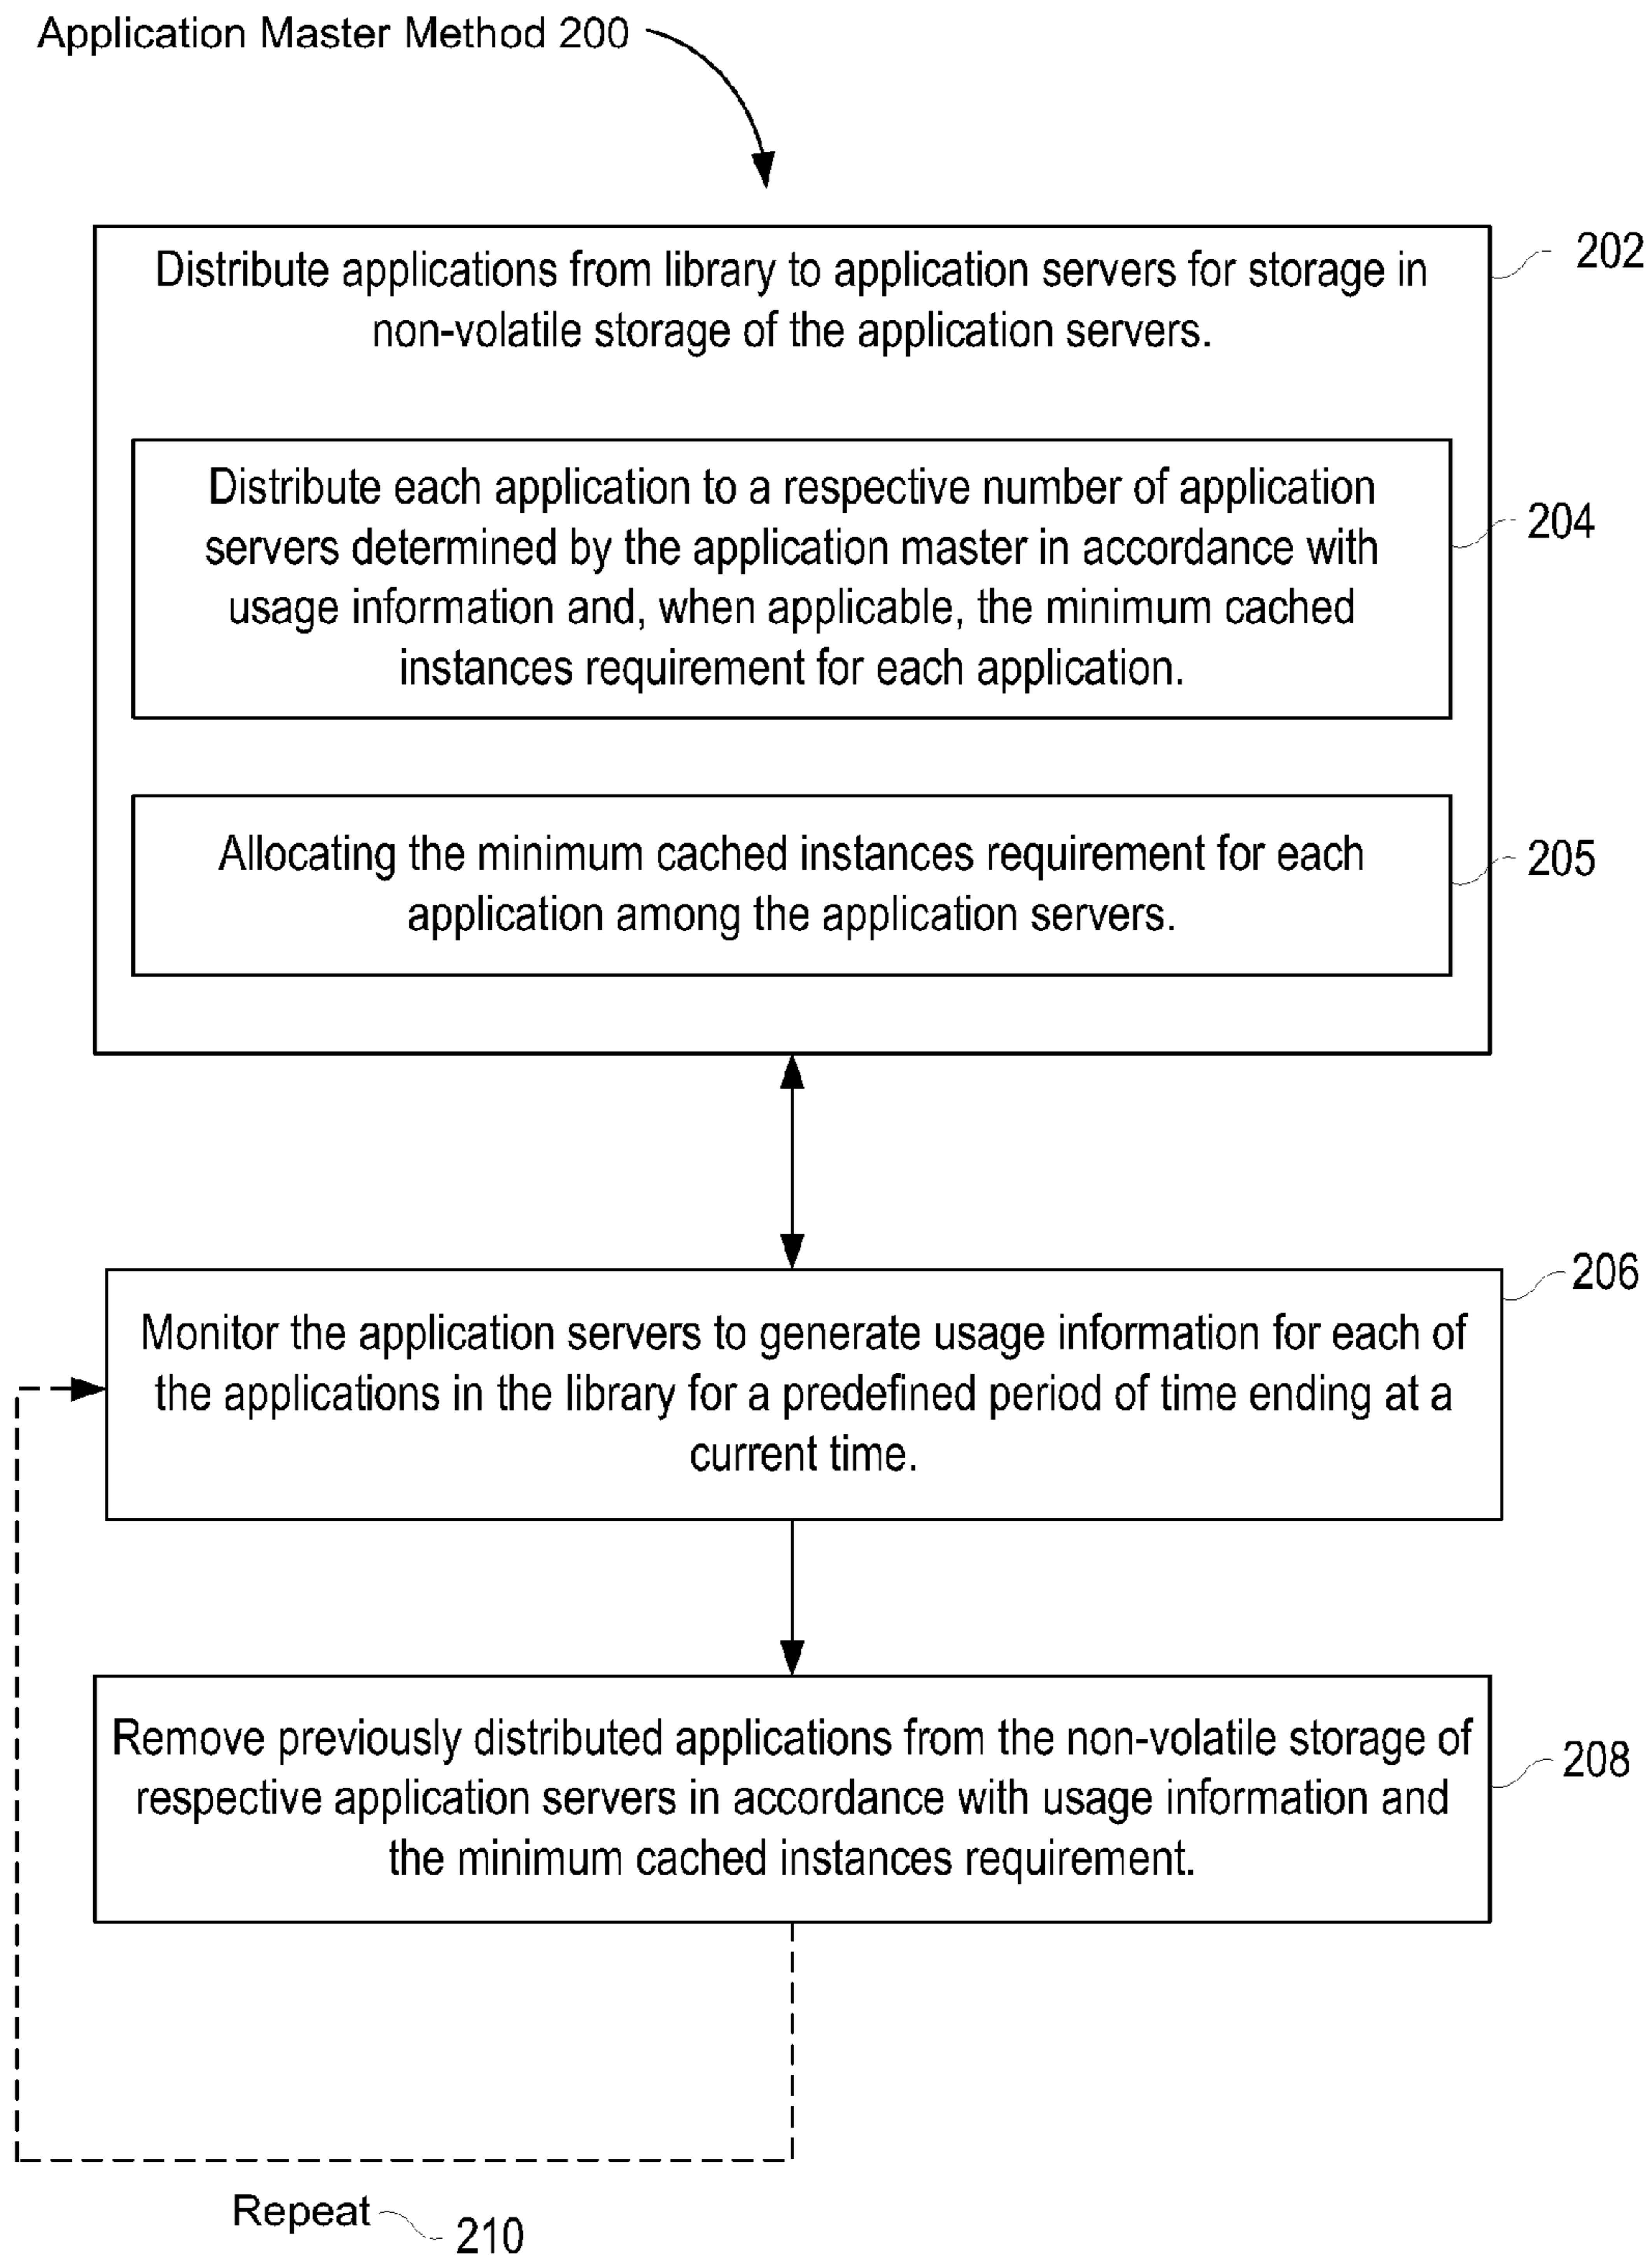 Application Master Method 200
Distribute applications from library to application servers for storage in
non-volatile storage of the application servers.
202
Distribute each application to a respective number of application
servers determined by the application master in accordance with
usage information and, when applicable, the minimum cached
instances requirement for each application.
204
Allocating the minimum cached instances requirement for each
application among the application servers.
205
Monitor the application servers to generate usage information for each of
the applications in the library for a predefined period of time ending at a
current time.
206
Remove previously distributed applications from the non-volatile storage of
respective application servers in accordance with usage information and
the minimum cached instances requirement.
208
Repeat
210